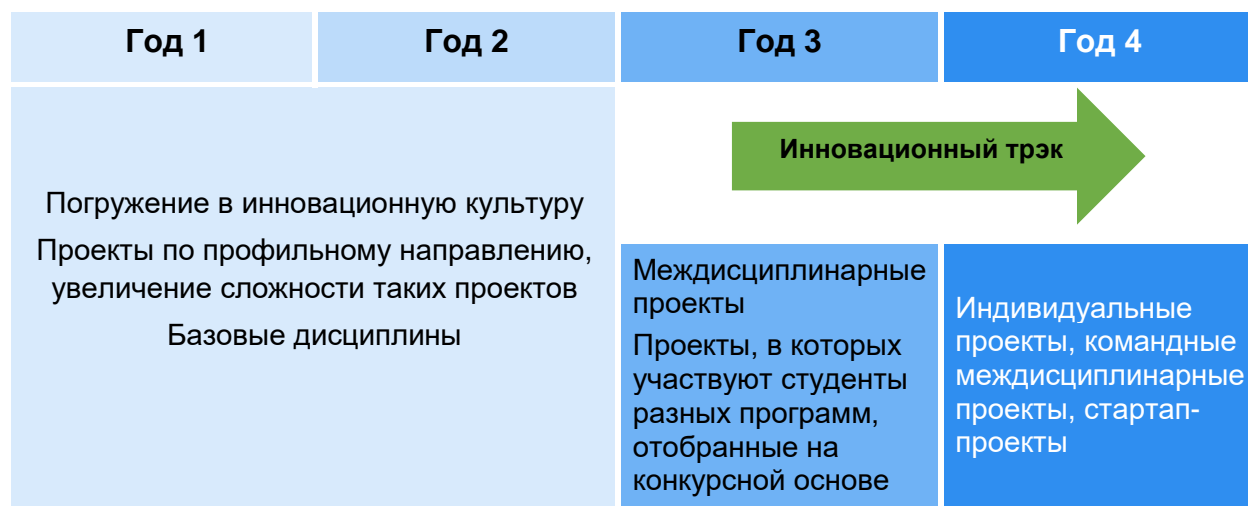 Год 1
Год 2
Год 3
Год 4
Инновационный трэк
Погружение в инновационную культуру
Проекты по профильному направлению,
увеличение сложности таких проектов
Базовые дисциплины
Междисциплинарные
проекты
Проекты, в которых
участвуют студенты
разных программ,
отобранные на
конкурсной основе
Индивидуальные
проекты, командные
междисциплинарные
проекты, стартап-
проекты